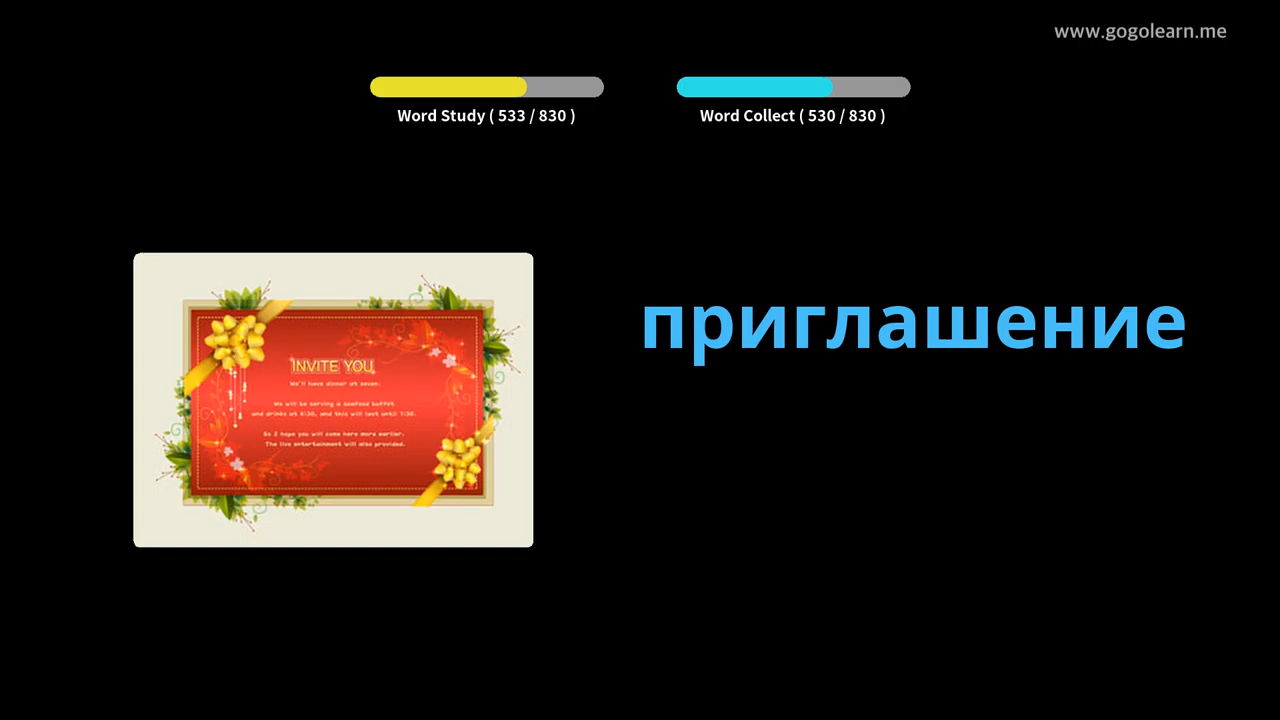 www.gogolearn.me
Word Study ( 533 / 830 )
Word Collect ( 530 / 830 )
приглашение
INVITE YOU
We'll have dinner at seven.
We will be serving a seafood buffet
and drinks at 6:30, and this will last until 7:30.
So I hope you will come here more earlier.
The live entertainment will also provided.